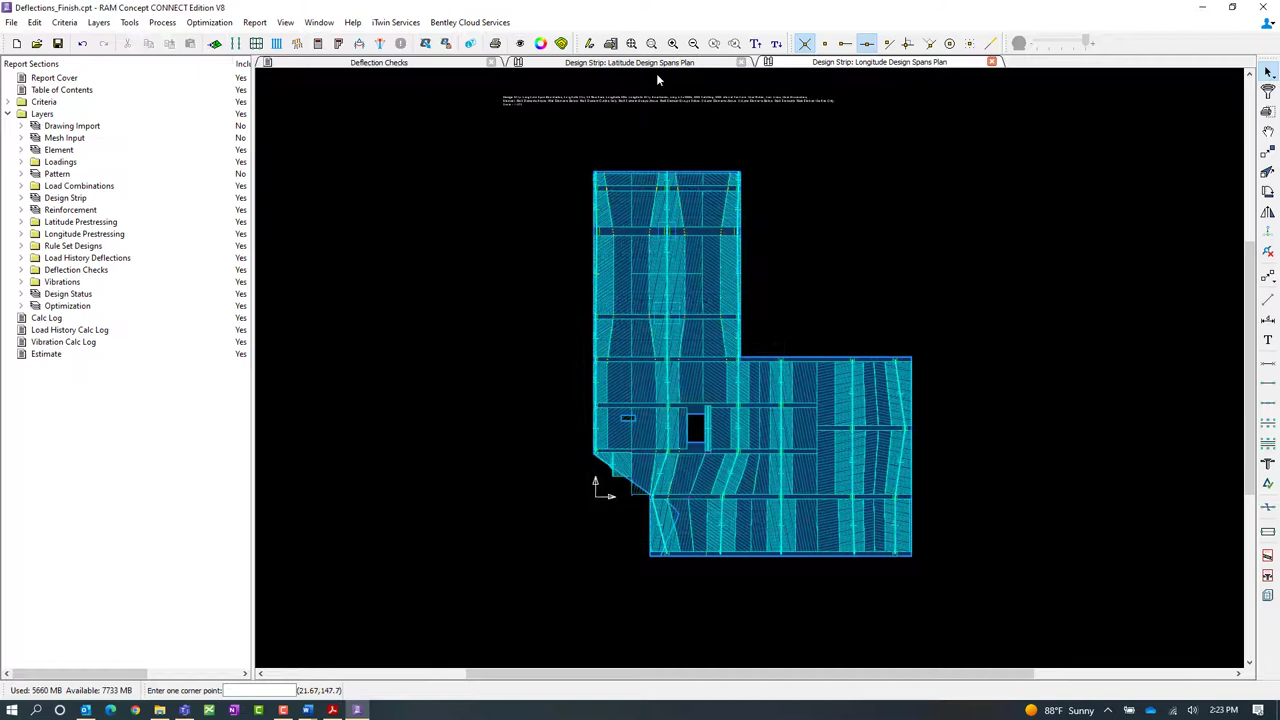 Deflections_Finish.cpt - RAM Concept CONNECT Edition V8
File Edit Criteria Layers Tools Process Optimization Report View Window Help iTwin Services Bentley Cloud Services
Report Sections Inclu
Deflection Checks
Design Strip: Latitude Design Spans Plan
Design Strip: Longitude Design Spans Plan
Report Cover Yes
Table of Contents Yes
Criteria Yes
Layers Yes
Drawing Import No
Mesh Input No
Element Yes
Loadings Yes
Pattern No
Load Combinations Yes
Design Strip Yes
Reinforcement Yes
Latitude Prestressing Yes
Longitude Prestressing Yes
Rule Set Designs Yes
Load History Deflections Yes
Deflection Checks Yes
Vibrations Yes
Design Status Yes
Optimization Yes
Calc Log Yes
Load History Calc Log Yes
Vibration Calc Log Yes
Estimate Yes
Used: 5660 MB Available: 7733 MB Enter one corner point: (21.67,147.7)
88°F Sunny 2:23 PM